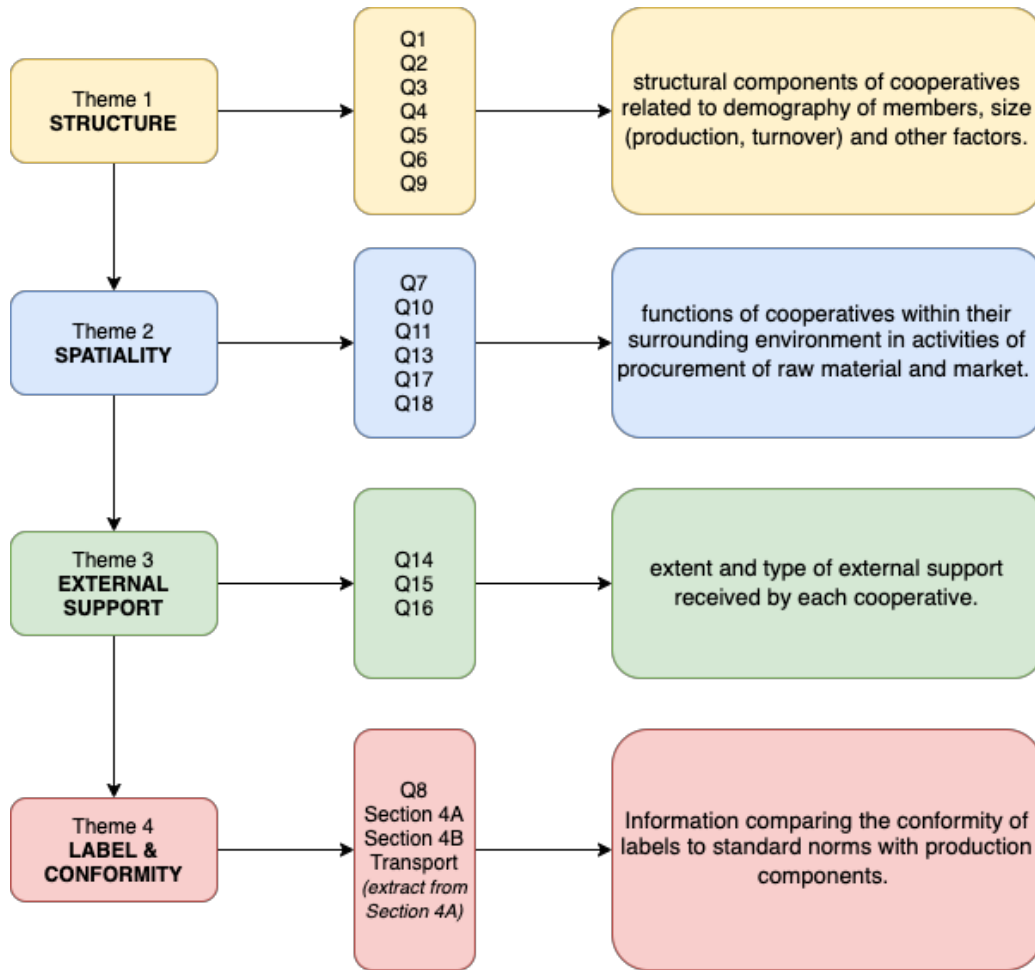 Theme 1
STRUCTURE
Q1
Q2
Q3
Q4
Q5
Q6
Q9
structural components of cooperatives
related to demography of members, size
(production, turnover) and other factors.
Theme 2
SPATIALITY
Q7
Q10
Q11
Q13
Q17
Q18
functions of cooperatives within their
surrounding environment in activities of
procurement of raw material and market.
Theme 3
EXTERNAL
SUPPORT
Q14
Q15
Q16
extent and type of external support
received by each cooperative.
Theme 4
LABEL &
CONFORMITY
Q8
Section 4A
Section 4B
Transport
(extract from
Section 4A)
Information comparing the conformity of
labels to standard norms with production
components.